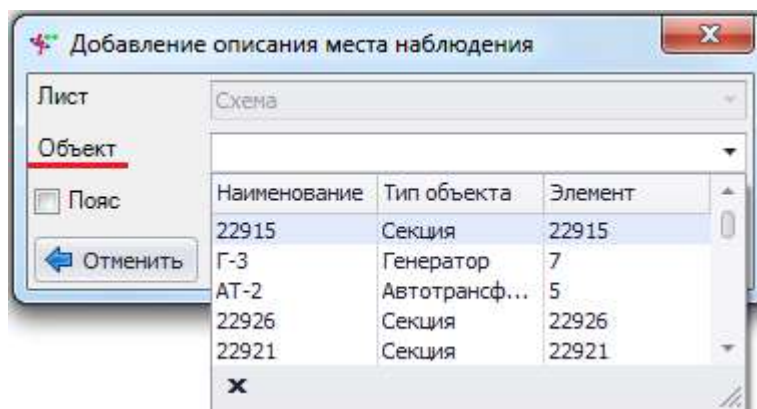 Добавление описания места наблюдения
Лист Схема
Объект
Пояс
Наименование Тип объекта Элемент
22915 Секция 22915
Отменить
Г-3 Генератор 7
АТ-2 Автотрансф... 5
22926 Секция 22926
22921 Секция 22921